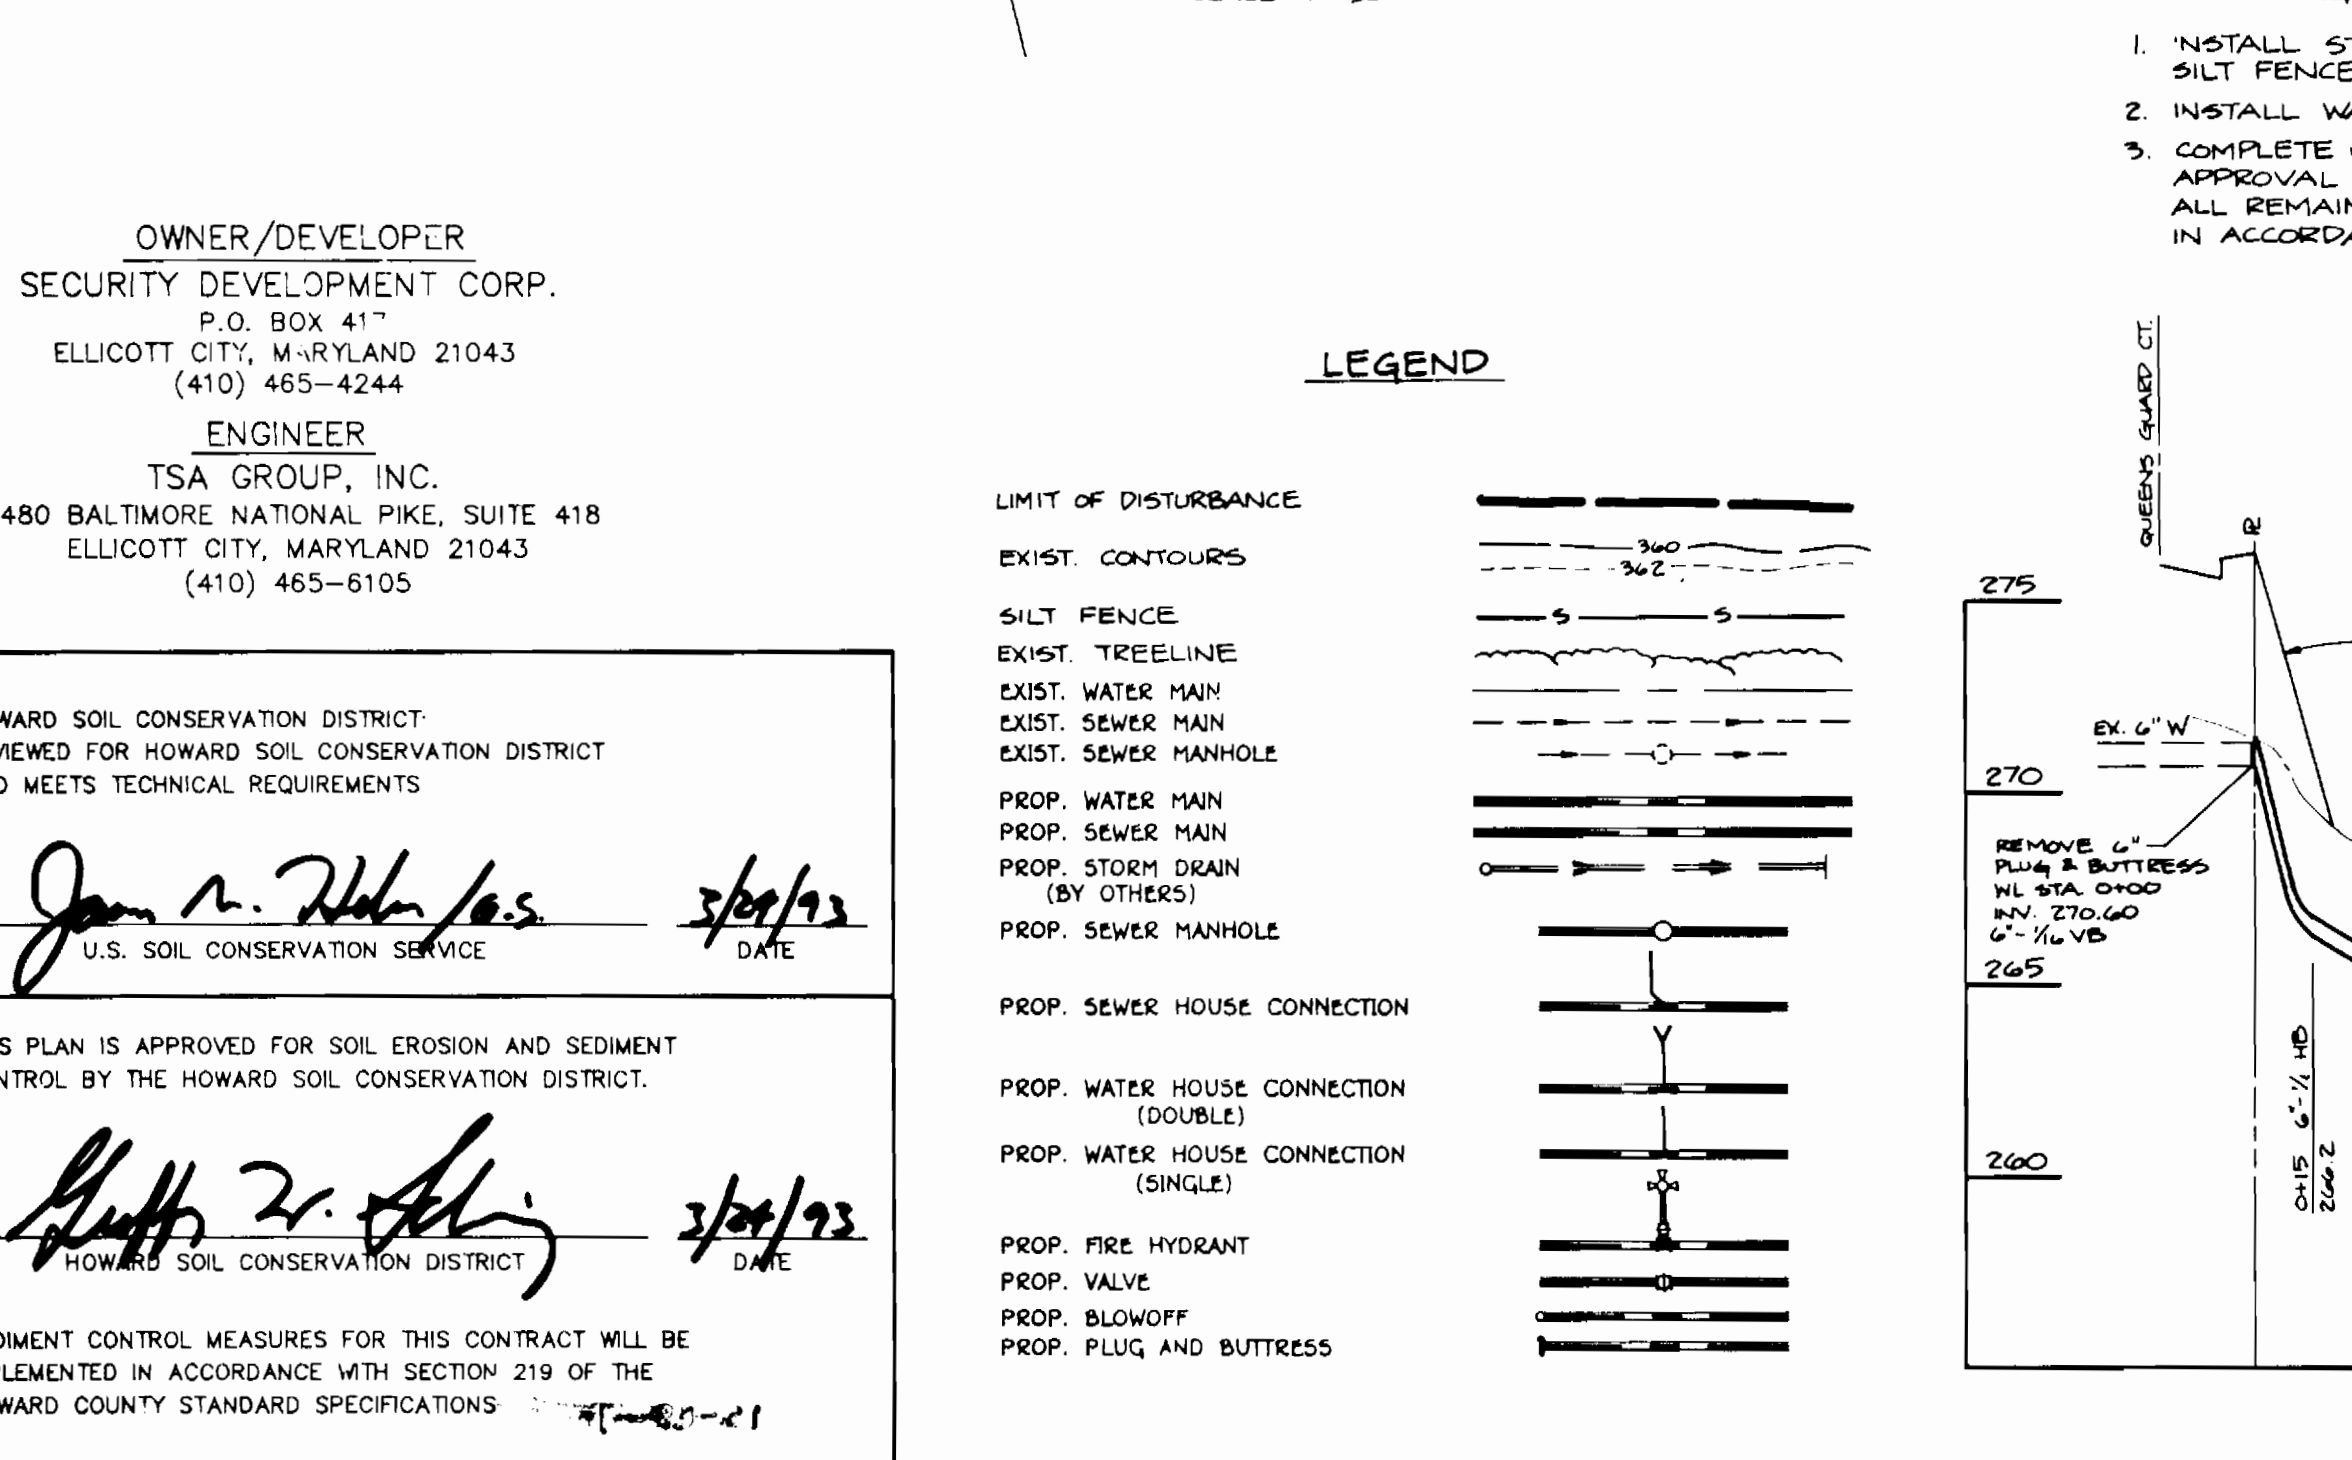 OWNER/DEVELOPER
SECURITY DEVELOPMENT CORP.
P.O. BOX 417
ELLICOTT CITY, MARYLAND 21043
(410) 465-4244
ENGINEER
TSA GROUP, INC.
480 BALTIMORE NATIONAL PIKE, SUITE 418
ELLICOTT CITY, MARYLAND 21043
(410) 465-6105
WARD SOIL CONSERVATION DISTRICT
VIEWED FOR HOWARD SOIL CONSERVATION DISTRICT
D MEETS TECHNICAL REQUIREMENTS
3/24/93
U.S. SOIL CONSERVATION SERVICE
DATE
S PLAN IS APPROVED FOR SOIL EROSION AND SEDIMENT
NTROL BY THE HOWARD SOIL CONSERVATION DISTRICT.
3/24/93
HOWARD SOIL CONSERVATION DISTRICT
DATE
DIMENT CONTROL MEASURES FOR THIS CONTRACT WILL BE
PLEMENTED IN ACCORDANCE WITH SECTION 219 OF THE
WARD COUNTY STANDARD SPECIFICATIONS
LEGEND
LIMIT OF DISTURBANCE
EXIST. CONTOURS
360
362
SILT FENCE
S S
EXIST. TREELINE
EXIST. WATER MAIN
EXIST. SEWER MAIN
EXIST. SEWER MANHOLE
PROP. WATER MAIN
PROP. SEWER MAIN
PROP. STORM DRAIN
(BY OTHERS)
PROP. SEWER MANHOLE
PROP. SEWER HOUSE CONNECTION
PROP. WATER HOUSE CONNECTION
(DOUBLE)
PROP. WATER HOUSE CONNECTION
(SINGLE)
PROP. FIRE HYDRANT
PROP. VALVE
PROP. BLOWOFF
PROP. PLUG AND BUTTRESS
1. INSTALL ST
SILT FENCE
2. INSTALL WA
3. COMPLETE
APPROVAL
ALL REMAIN
IN ACCORDA
QUEENS GUARD CT.
275
EX. 6" W
270
REMOVE 6"
PLUG & BUTTRESS
WL STA. 0+00
INV. 270.60
6"-1/16 VB
265
260
0+15 6"-1/4 HB
266.2